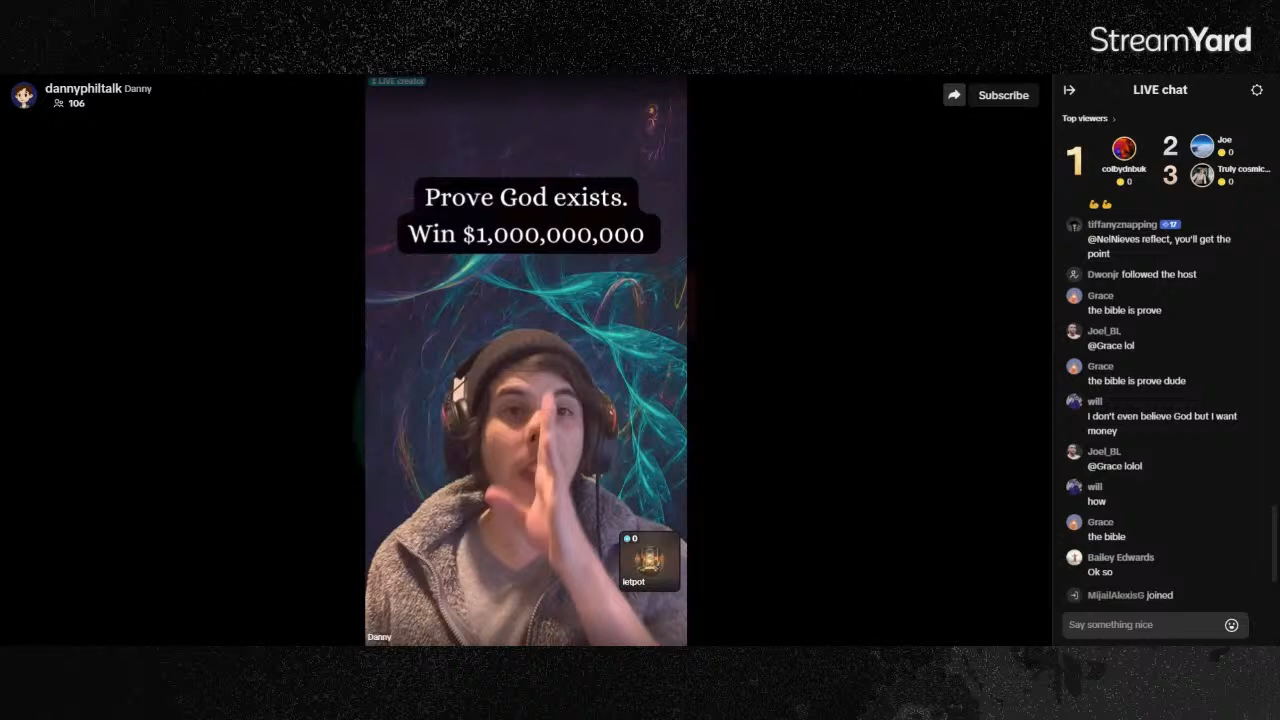 StreamYard
dannyphiltalk Danny
106
Subscribe
LIVE creator
Prove God exists.
Win $1,000,000,000
0
letpot
Danny
LIVE chat
Top viewers
1
colbydnbuk
0
2
Joe
0
3
Truly cosmic...
0
tiffanyznapping 17
@NelNieves reflect, you'll get the
point
Dwonjr followed the host
Grace
the bible is prove
Joel_BL
@Grace lol
Grace
the bible is prove dude
will
I don't even believe God but I want
money
Joel_BL
@Grace lolol
will
how
Grace
the bible
Bailey Edwards
Ok so
MijailAlexisG joined
Say something nice